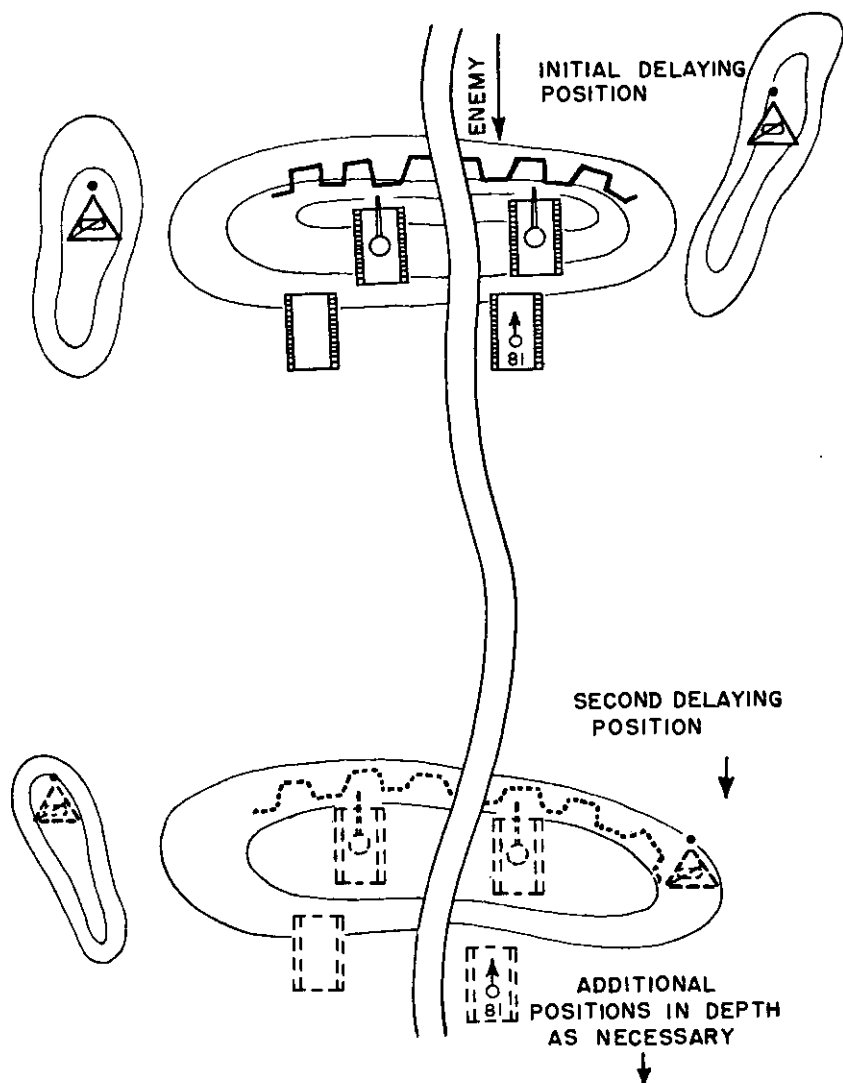 ENEMY
INITIAL DELAYING
POSITION
81
SECOND DELAYING
POSITION
81
ADDITIONAL
POSITIONS IN DEPTH
AS NECESSARY